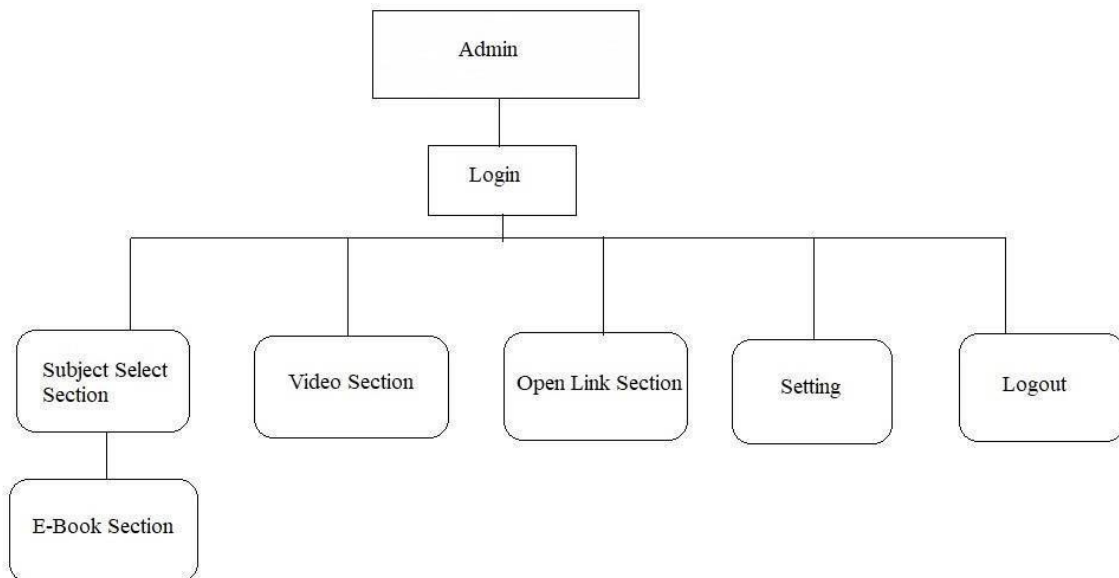 Admin
Login
Subject Select
Section
Video Section
Open Link Section
Setting
Logout
E-Book Section